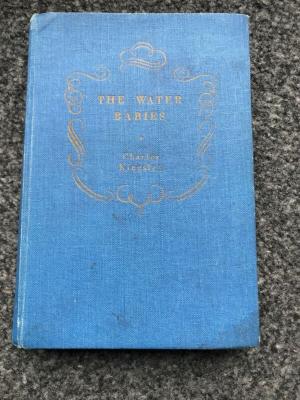 THE WATER
BABIES
Charles
Kingsley